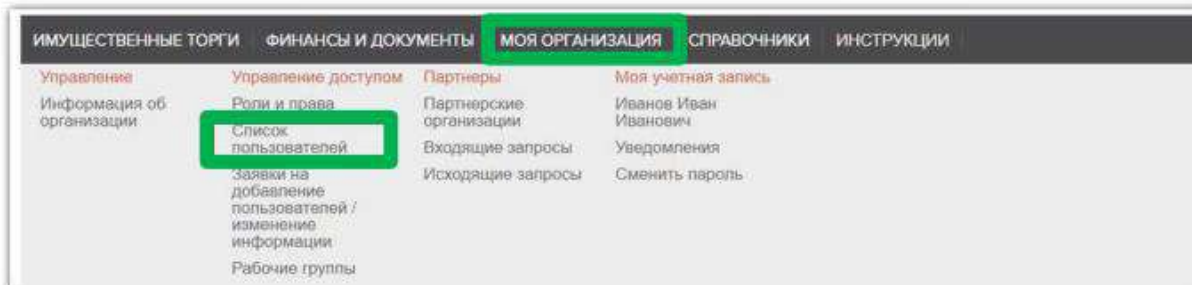 ИМУЩЕСТВЕННЫЕ ТОРГИ ФИНАНСЫ И ДОКУМЕНТЫ МОЯ ОРГАНИЗАЦИЯ СПРАВОЧНИКИ ИНСТРУКЦИИ
Управление
Информация об
организации
Управление доступом
Роли и права
Список
пользователей
Заявки на
добавление
пользователей /
изменение
информации
Рабочие группы
Партнеры
Партнерские
организации
Входящие запросы
Исходящие запросы
Моя учетная запись
Иванов Иван
Иванович
Уведомления
Сменить пароль